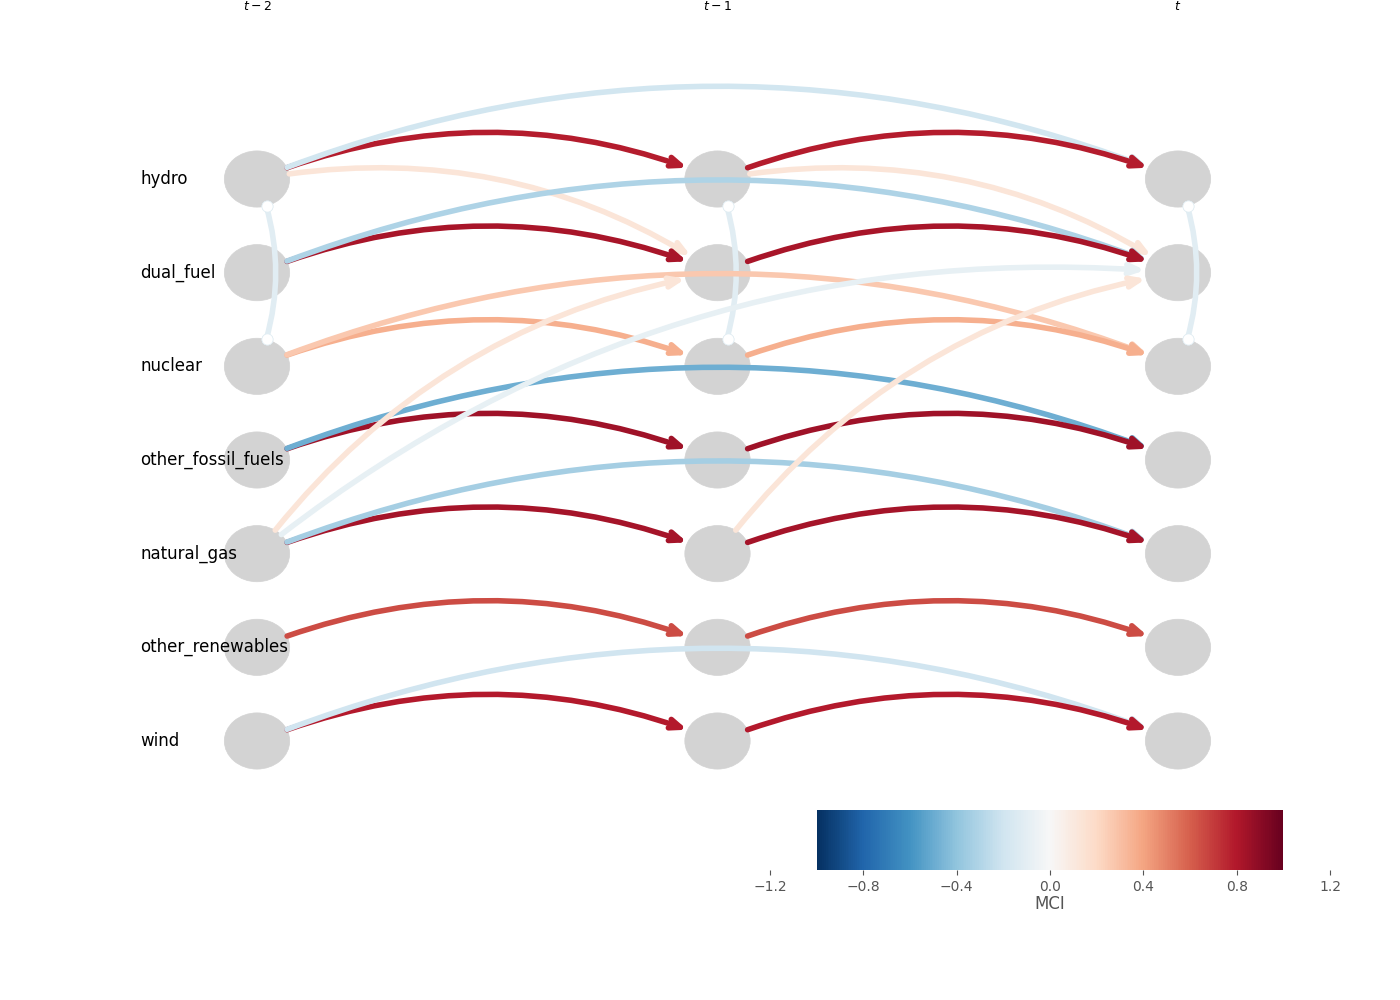 t − 2 t − 1 t
hydro
dual_fuel
nuclear
other_fossil_fuels
natural_gas
other_renewables
wind
−1.2 −0.8 −0.4 0.0 0.4 0.8 1.2
MCI